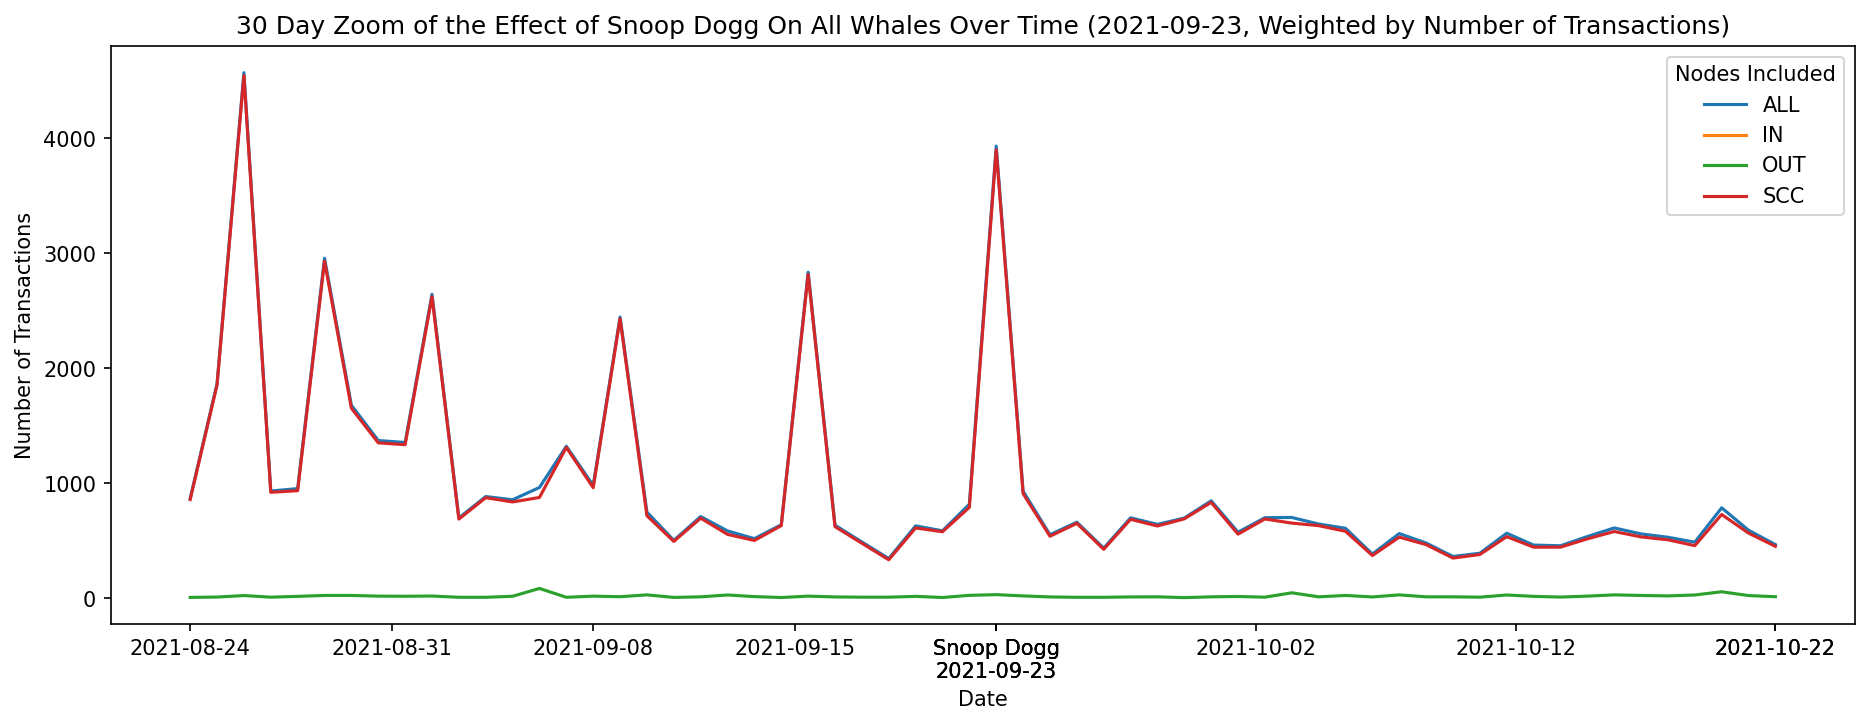 30 Day Zoom of the Effect of Snoop Dogg On All Whales Over Time (2021-09-23, Weighted by Number of Transactions)
Nodes Included
ALL
IN
OUT
SCC
Number of Transactions
4000
3000
2000
1000
0
2021-08-24
2021-08-31
2021-09-08
2021-09-15
Snoop Dogg
2021-09-23
2021-10-02
2021-10-12
2021-10-22
Date